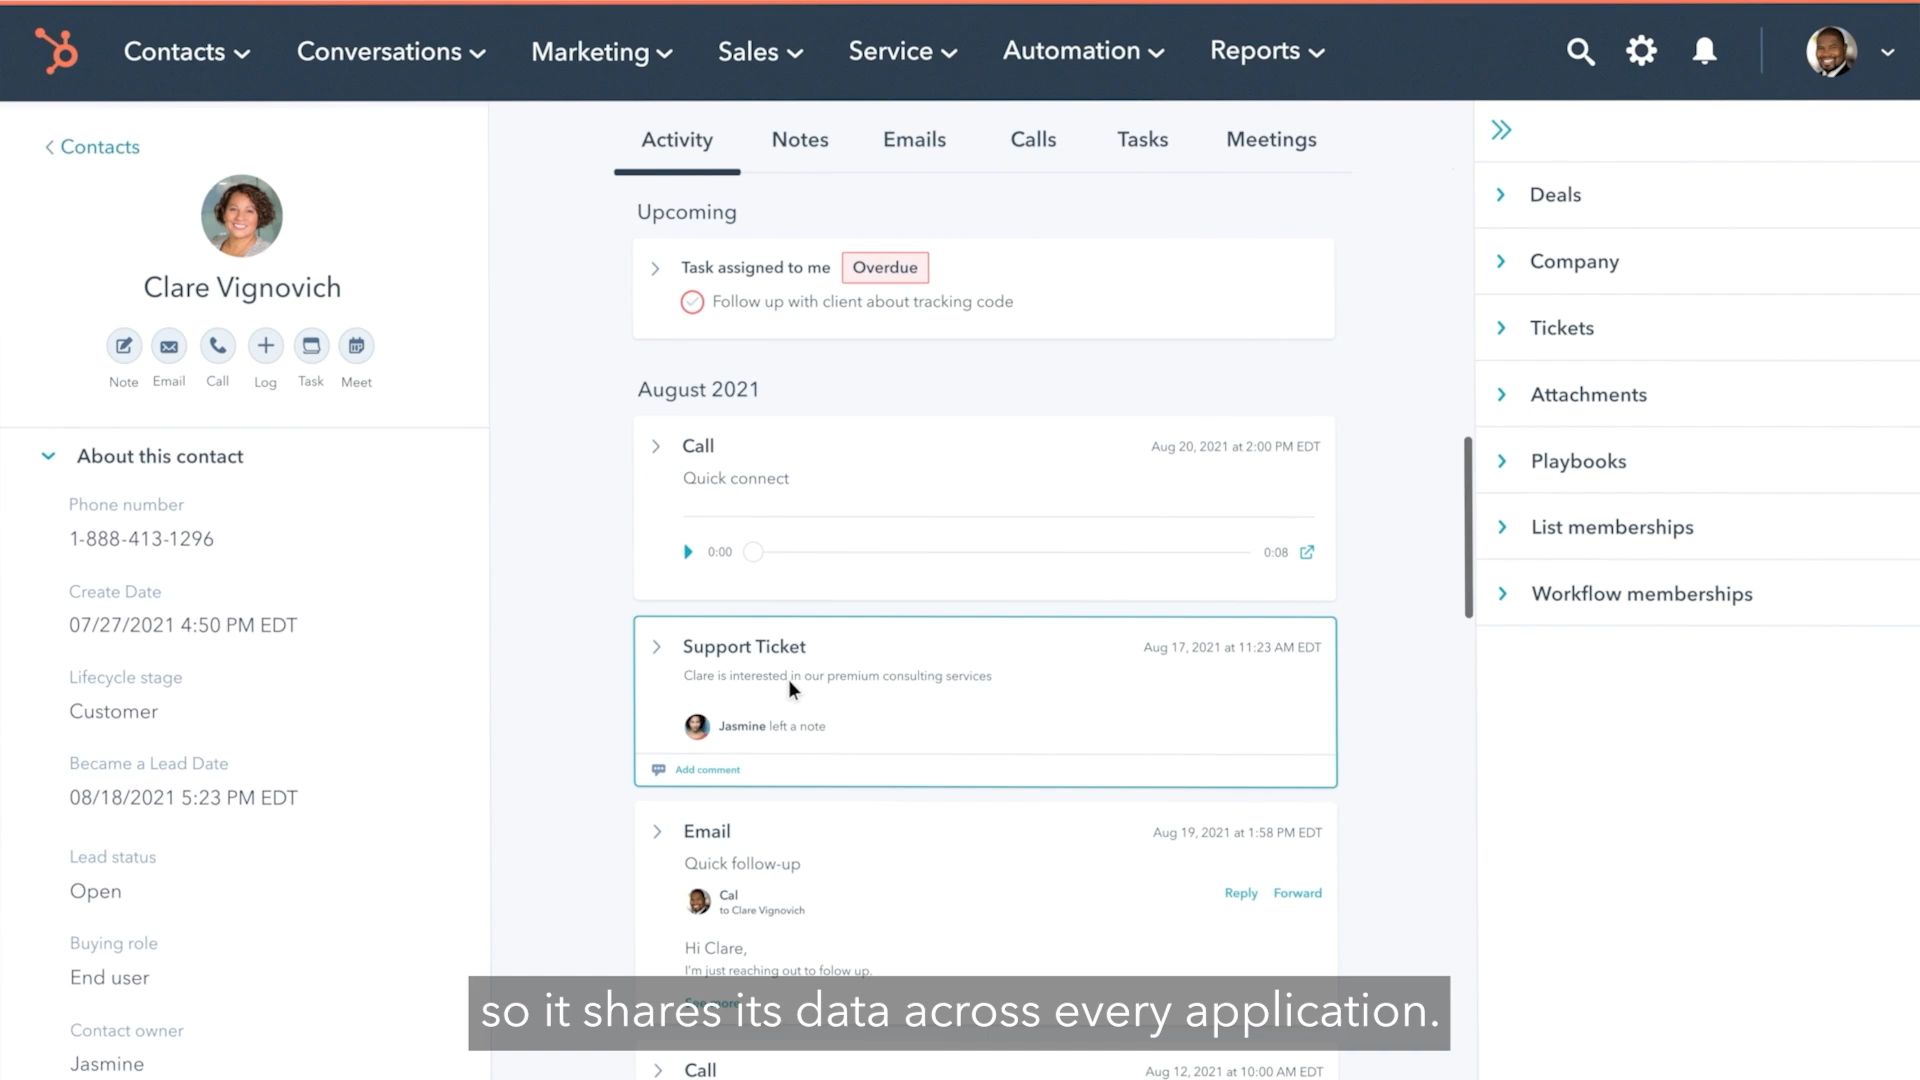 Contacts
Conversations
Marketing
Sales
Service
Automation
Reports
Contacts
Clare Vignovich
Note
Email
Call
Log
Task
Meet
About this contact
Phone number
1-888-413-1296
Create Date
07/27/2021 4:50 PM EDT
Lifecycle stage
Customer
Became a Lead Date
08/18/2021 5:23 PM EDT
Lead status
Open
Buying role
End user
Contact owner
Jasmine
Activity
Notes
Emails
Calls
Tasks
Meetings
Upcoming
Task assigned to me
Overdue
Follow up with client about tracking code
August 2021
Call
Aug 20, 2021 at 2:00 PM EDT
Quick connect
0:00
0:08
Support Ticket
Aug 17, 2021 at 11:23 AM EDT
Clare is interested in our premium consulting services
Jasmine left a note
Add comment
Email
Aug 19, 2021 at 1:58 PM EDT
Quick follow-up
Cal
to Clare Vignovich
Reply
Forward
Hi Clare,
I'm just reaching out to folow up.
See more
so it shares its data across every application.
Call
Aug 12, 2021 at 10:00 AM EDT
Deals
Company
Tickets
Attachments
Playbooks
List memberships
Workflow memberships